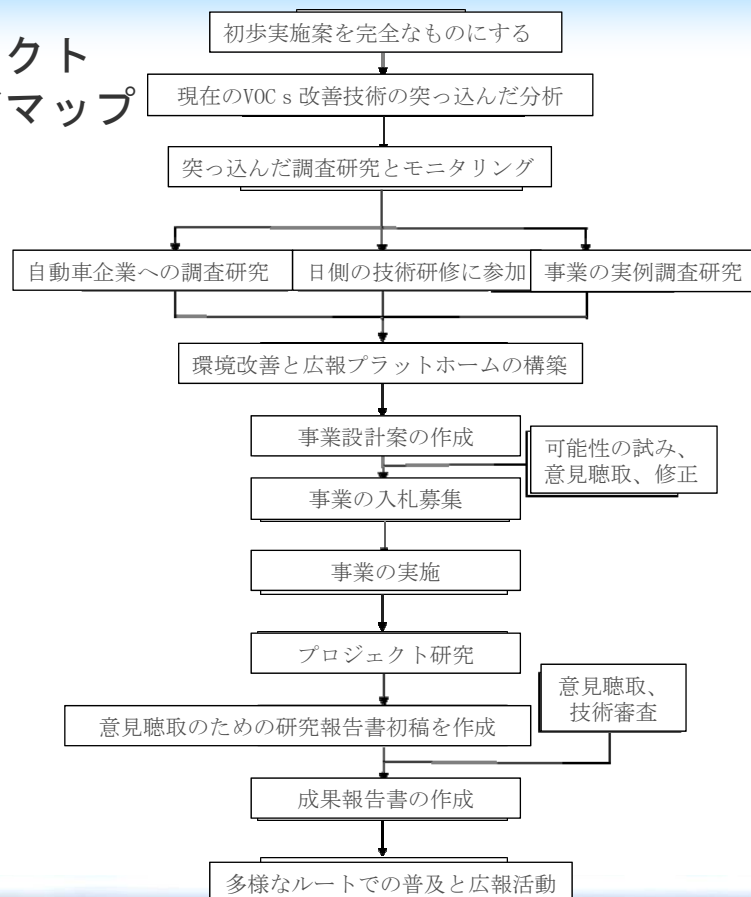 クト
マップ
初歩実施案を完全なものにする
現在のVOCs改善技術の突っ込んだ分析
突っ込んだ調査研究とモニタリング
自動車企業への調査研究
日側の技術研修に参加
事業の実例調査研究
環境改善と広報プラットホームの構築
事業設計案の作成
可能性の試み、
意見聴取、修正
事業の入札募集
事業の実施
プロジェクト研究
意見聴取、
技術審査
意見聴取のための研究報告書初稿を作成
成果報告書の作成
多様なルートでの普及と広報活動